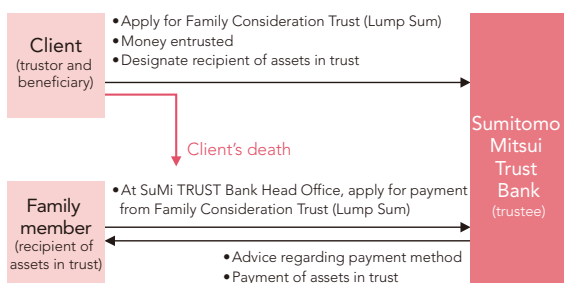 Client
(trustor and
beneficiary)
•Apply for Family Consideration Trust (Lump Sum)
•Money entrusted
•Designate recipient of assets in trust
Client's death
Sumitomo
Mitsui
Trust
Bank
(trustee)
Family
member
(recipient of
assets in trust)
•At SuMi TRUST Bank Head Office, apply for payment
from Family Consideration Trust (Lump Sum)
•Advice regarding payment method
•Payment of assets in trust